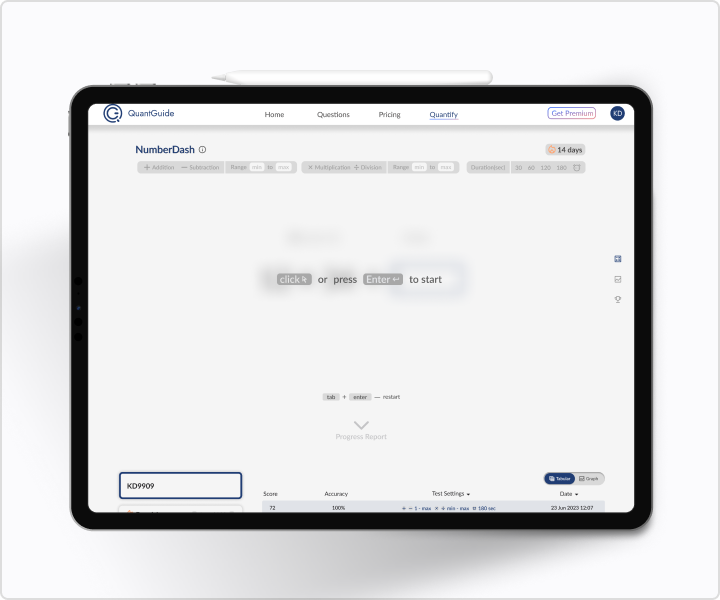 QuantGuide Home Questions Pricing Quantify Get Premium KD
NumberDash 14 days
Addition Subtraction Range min to max Multiplication Division Range min to max Duration(sec) 30 60 120 180
click or press Enter to start
tab + enter — restart
Progress Report
Tabular Graph
KD9909
Score Accuracy Test Settings Date
72 100% + − 1 - max × ÷ min - max 180 sec 23 Jun 2023 12:07